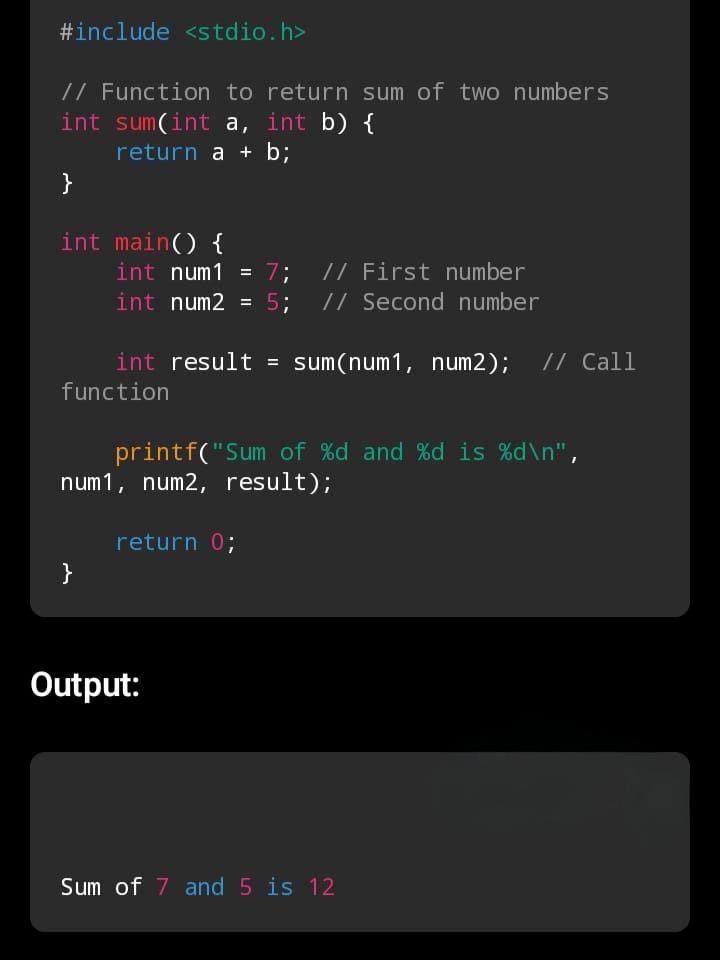 #include <stdio.h>
// Function to return sum of two numbers
int sum(int a, int b) {
    return a + b;
}
int main() {
    int num1 = 7;  // First number
    int num2 = 5;  // Second number
    int result = sum(num1, num2);  // Call
function
    printf("Sum of %d and %d is %d\n",
num1, num2, result);
    return 0;
}
Output:
Sum of 7 and 5 is 12